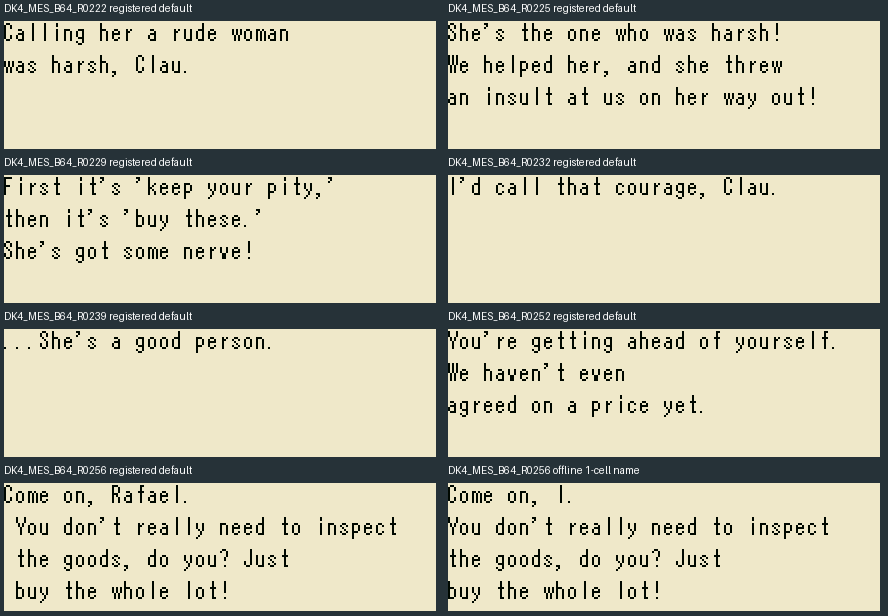 DK4_MES_B64_R0222 registered default
Calling her a rude woman
was harsh, Clau.
DK4_MES_B64_R0225 registered default
She's the one who was harsh!
We helped her, and she threw
an insult at us on her way out!
DK4_MES_B64_R0229 registered default
First it's 'keep your pity,'
then it's 'buy these.'
She's got some nerve!
DK4_MES_B64_R0232 registered default
I'd call that courage, Clau.
DK4_MES_B64_R0239 registered default
...She's a good person.
DK4_MES_B64_R0252 registered default
You're getting ahead of yourself.
We haven't even
agreed on a price yet.
DK4_MES_B64_R0256 registered default
Come on, Rafael.
You don't really need to inspect
the goods, do you? Just
buy the whole lot!
DK4_MES_B64_R0256 offline 1-cell name
Come on, l.
You don't really need to inspect
the goods, do you? Just
buy the whole lot!